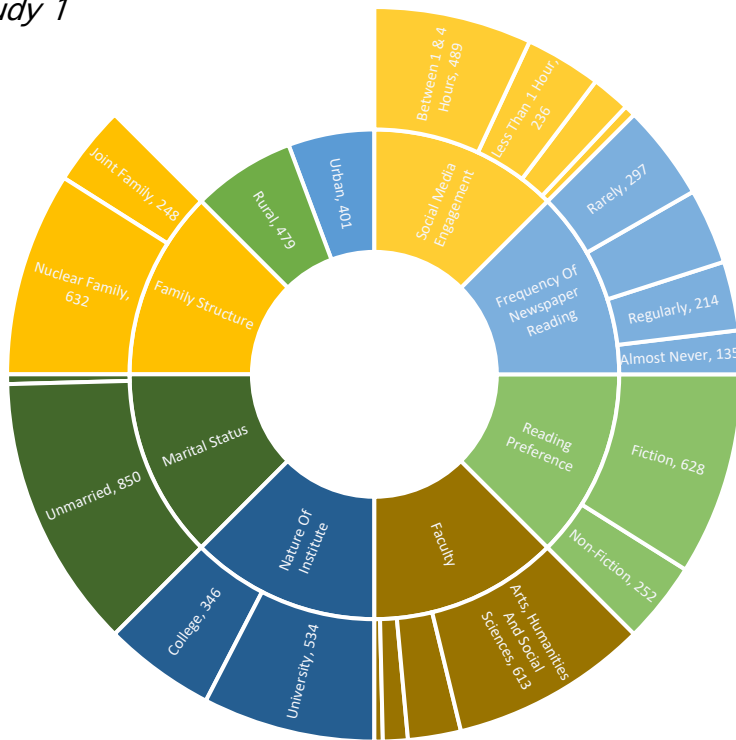 udy 1
Between 1 & 4
Hours, 489
Less Than 1 Hour,
236
Social Media
Engagement
Rarely, 297
Frequency Of
Newspaper
Reading
Regularly, 214
Almost Never, 135
Reading
Preference
Fiction, 628
Non-Fiction, 252
Faculty
Arts, Humanities
And Social
Sciences, 613
Nature Of
Institute
University, 534
College, 346
Marital Status
Unmarried, 850
Family Structure
Nuclear Family,
632
Joint Family, 248
Rural, 479
Urban, 401